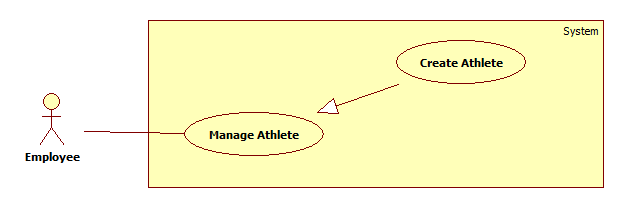 System
Create Athlete
Manage Athlete
Employee